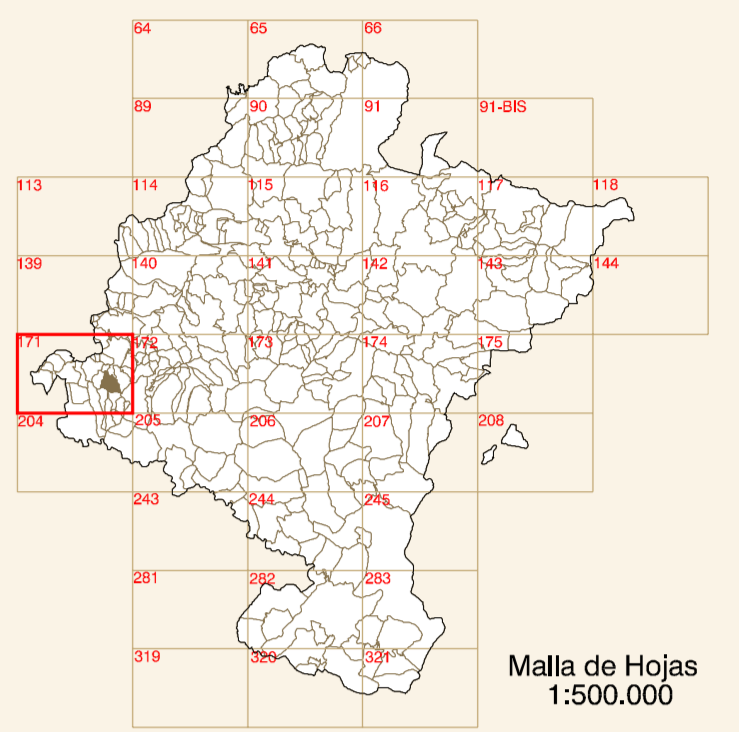 64 65 66
89 90 91 91-BIS
113 114 115 116 117 118
139 140 141 142 143 144
171 172 173 174 175
204 205 206 207 208
243 244 245
281 282 283
319 320 321
Malla de Hojas
1:500.000